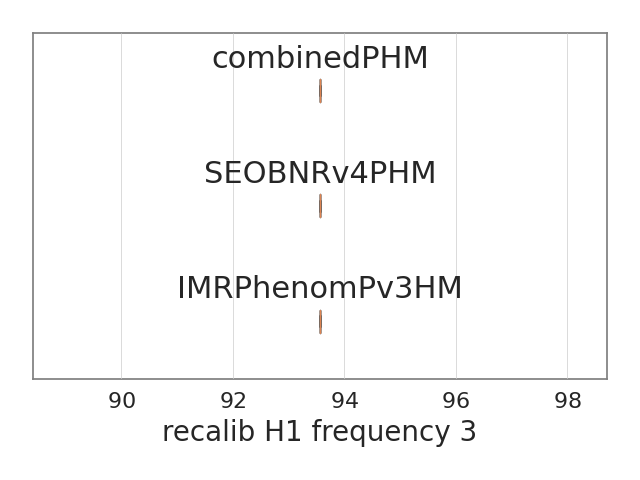 combinedPHM
SEOBNRv4PHM
IMRPhenomPv3HM
90 92 94 96 98
recalib H1 frequency 3